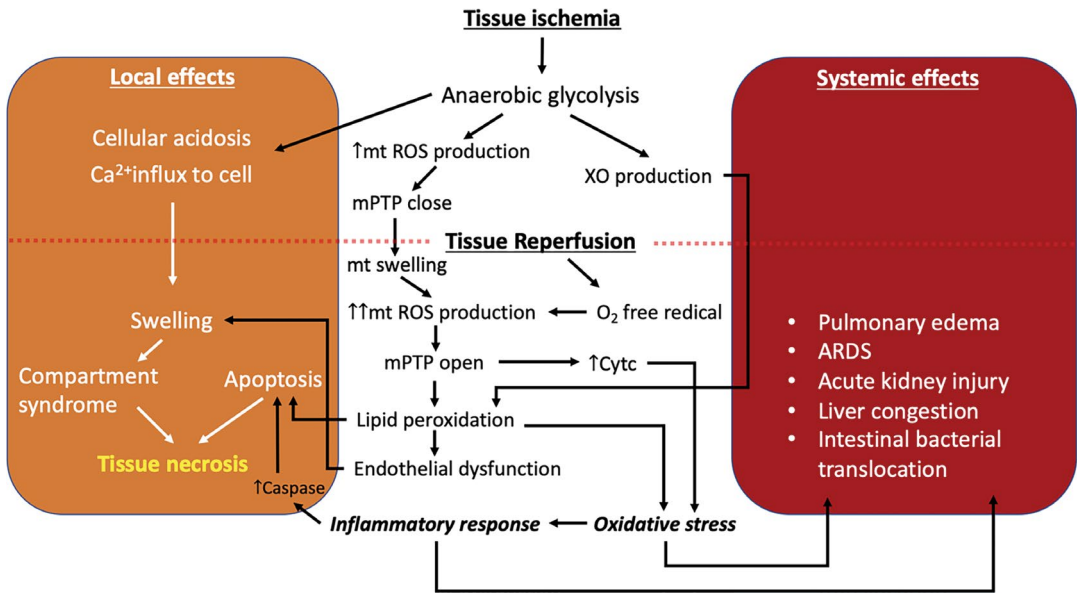 Tissue ischemia
Local effects
Systemic effects
Anaerobic glycolysis
Cellular acidosis
Ca²⁺influx to cell
↑mt ROS production
XO production
mPTP close
Tissue Reperfusion
mt swelling
↑↑mt ROS production
O₂ free redical
Swelling
mPTP open
↑Cytc
Compartment
syndrome
Apoptosis
Lipid peroxidation
Tissue necrosis
Endothelial dysfunction
↑Caspase
Inflammatory response
Oxidative stress
• Pulmonary edema
• ARDS
• Acute kidney injury
• Liver congestion
• Intestinal bacterial
translocation